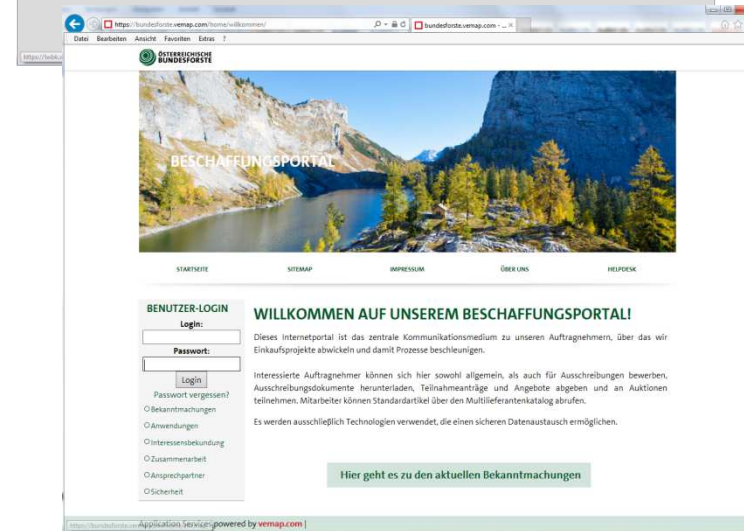 https://bundesforste.vemap.com/home/willkommen/
bundesforste.vemap.com - ...
Datei Bearbeiten Ansicht Favoriten Extras ?
ÖSTERREICHISCHE
BUNDESFORSTE
BESCHAFFUNGSPORTAL
STARTSEITE SITEMAP IMPRESSUM ÜBER UNS HELPDESK
BENUTZER-LOGIN
Login:
Passwort:
Login
Passwort vergessen?
Bekanntmachungen
Anwendungen
Interessensbekundung
Zusammenarbeit
Ansprechpartner
Sicherheit
WILLKOMMEN AUF UNSEREM BESCHAFFUNGSPORTAL!
Dieses Internetportal ist das zentrale Kommunikationsmedium zu unseren Auftragnehmern, über das wir
Einkaufsprojekte abwickeln und damit Prozesse beschleunigen.
Interessierte Auftragnehmer können sich hier sowohl allgemein, als auch für Ausschreibungen bewerben,
Ausschreibungsdokumente herunterladen, Teilnahmeanträge und Angebote abgeben und an Auktionen
teilnehmen. Mitarbeiter können Standardartikel über den Multilieferantenkatalog abrufen.
Es werden ausschließlich Technologien verwendet, die einen sicheren Datenaustausch ermöglichen.
Hier geht es zu den aktuellen Bekanntmachungen
Application Services powered by vemap.com |